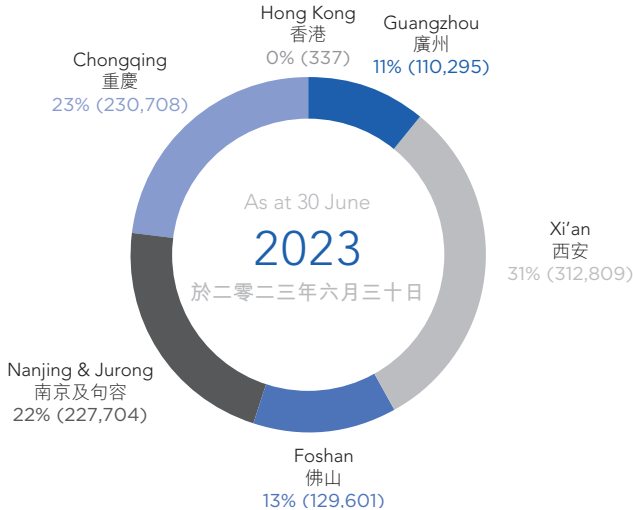 Hong Kong
香港
0% (337)
Guangzhou
廣州
11% (110,295)
Chongqing
重慶
23% (230,708)
As at 30 June
2023
於二零二三年六月三十日
Xi’an
西安
31% (312,809)
Nanjing & Jurong
南京及句容
22% (227,704)
Foshan
佛山
13% (129,601)